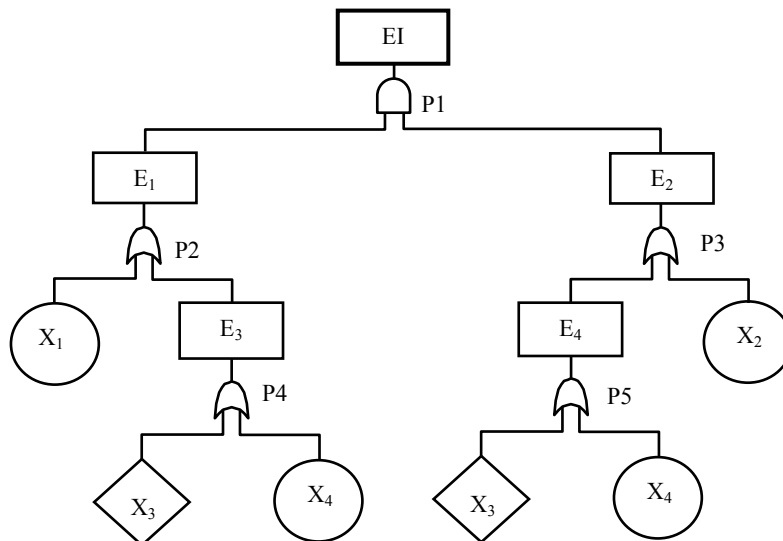 EI
P1
E₁
E₂
P2
P3
X₁
E₃
E₄
X₂
P4
P5
X₃
X₄
X₃
X₄